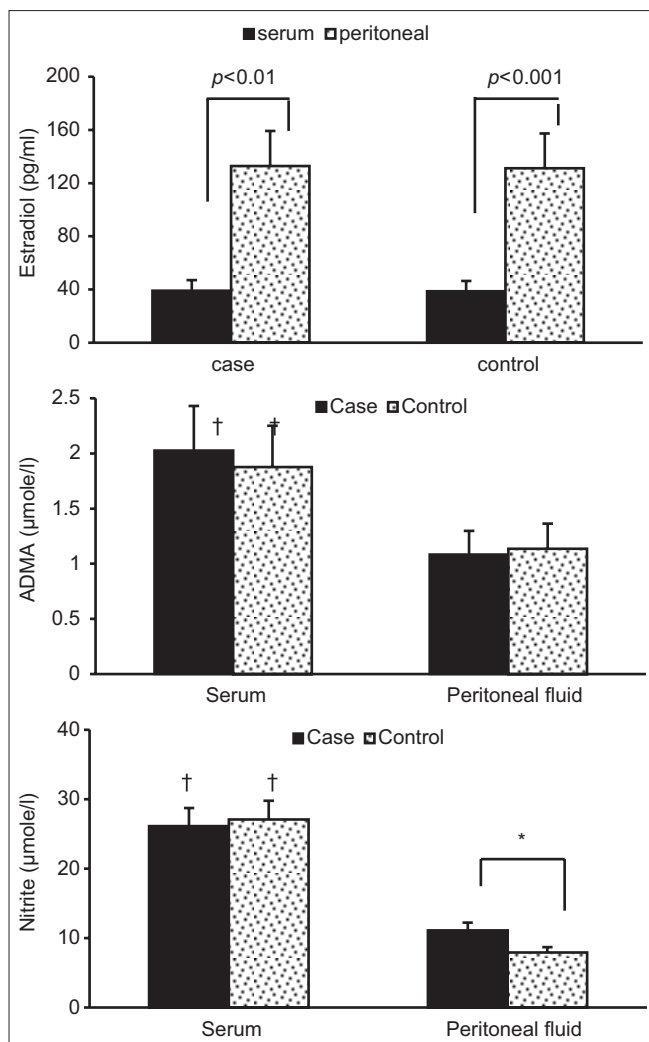 serum peritoneal
p<0.01 p<0.001
200
160
120
80
40
0
Estradiol (pg/ml)
case control
Case Control
† †
2.5
2
1.5
1
0.5
0
ADMA (µmole/l)
Serum Peritoneal fluid
Case Control
† †
*
40
30
20
10
0
Nitrite (µmole/l)
Serum Peritoneal fluid